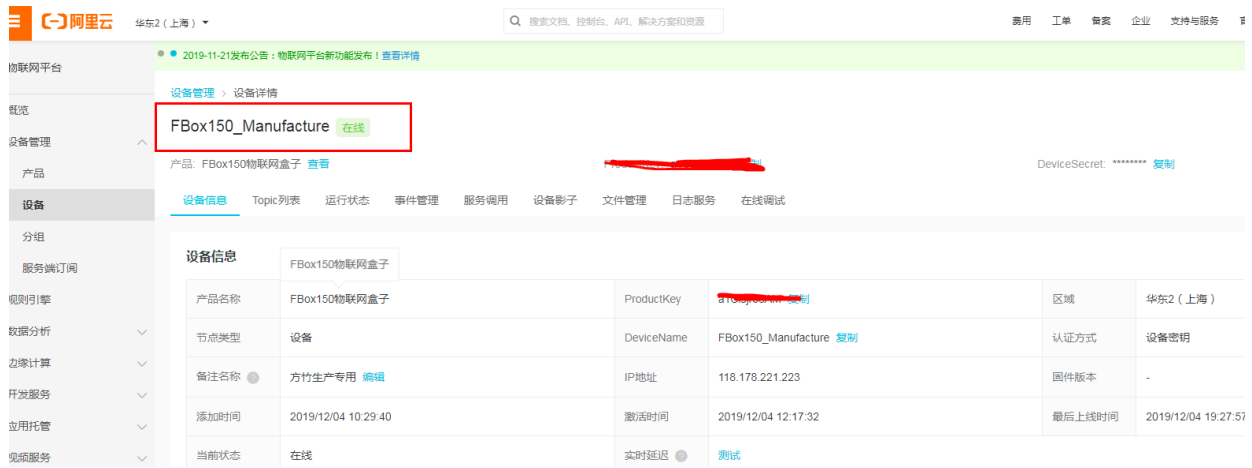 阿里云 华东2（上海） 搜索文档、控制台、API、解决方案和资源 费用 工单 备案 企业 支持与服务
物联网平台
2019-11-21发布公告：物联网平台新功能发布！查看详情
概览
设备管理
产品
设备
分组
服务端订阅
规则引擎
数据分析
边缘计算
开发服务
应用托管
视频服务
设备管理 > 设备详情
FBox150_Manufacture 在线
产品: FBox150物联网盒子 查看 DeviceSecret: ******** 复制
设备信息 Topic列表 运行状态 事件管理 服务调用 设备影子 文件管理 日志服务 在线调试
设备信息
FBox150物联网盒子
产品名称 FBox150物联网盒子 ProductKey 复制 区域 华东2（上海）
节点类型 设备 DeviceName FBox150_Manufacture 复制 认证方式 设备密钥
备注名称 方竹生产专用 编辑 IP地址 118.178.221.223 固件版本 -
添加时间 2019/12/04 10:29:40 激活时间 2019/12/04 12:17:32 最后上线时间 2019/12/04 19:27:57
当前状态 在线 实时延迟 测试